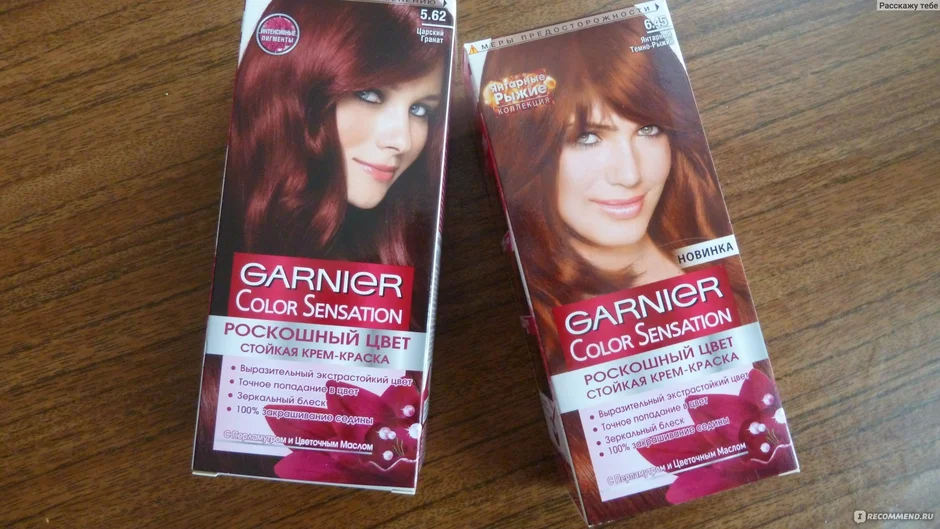 Расскажу тебе
5.62
Царский
Гранат
ИНТЕНСИВНЫЕ
ПИГМЕНТЫ
GARNIER
COLOR SENSATION
РОСКОШНЫЙ ЦВЕТ
СТОЙКАЯ КРЕМ-КРАСКА
• Выразительный экстрастойкий цвет
• Точное попадание в цвет
• Зеркальный блеск
• 100% закрашивание седины
С Перламутром и Цветочным Маслом
МЕРЫ ПРЕДОСТОРОЖНОСТИ
6.45
Янтарный
Темно-Рыжий
Янтарные
Рыжие
КОЛЛЕКЦИЯ
НОВИНКА
GARNIER
COLOR SENSATION
РОСКОШНЫЙ ЦВЕТ
СТОЙКАЯ КРЕМ-КРАСКА
• Выразительный экстрастойкий цвет
• Точное попадание в цвет
• Зеркальный блеск
• 100% закрашивание седины
С Перламутром и Цветочным Маслом
IRECOMMEND.RU